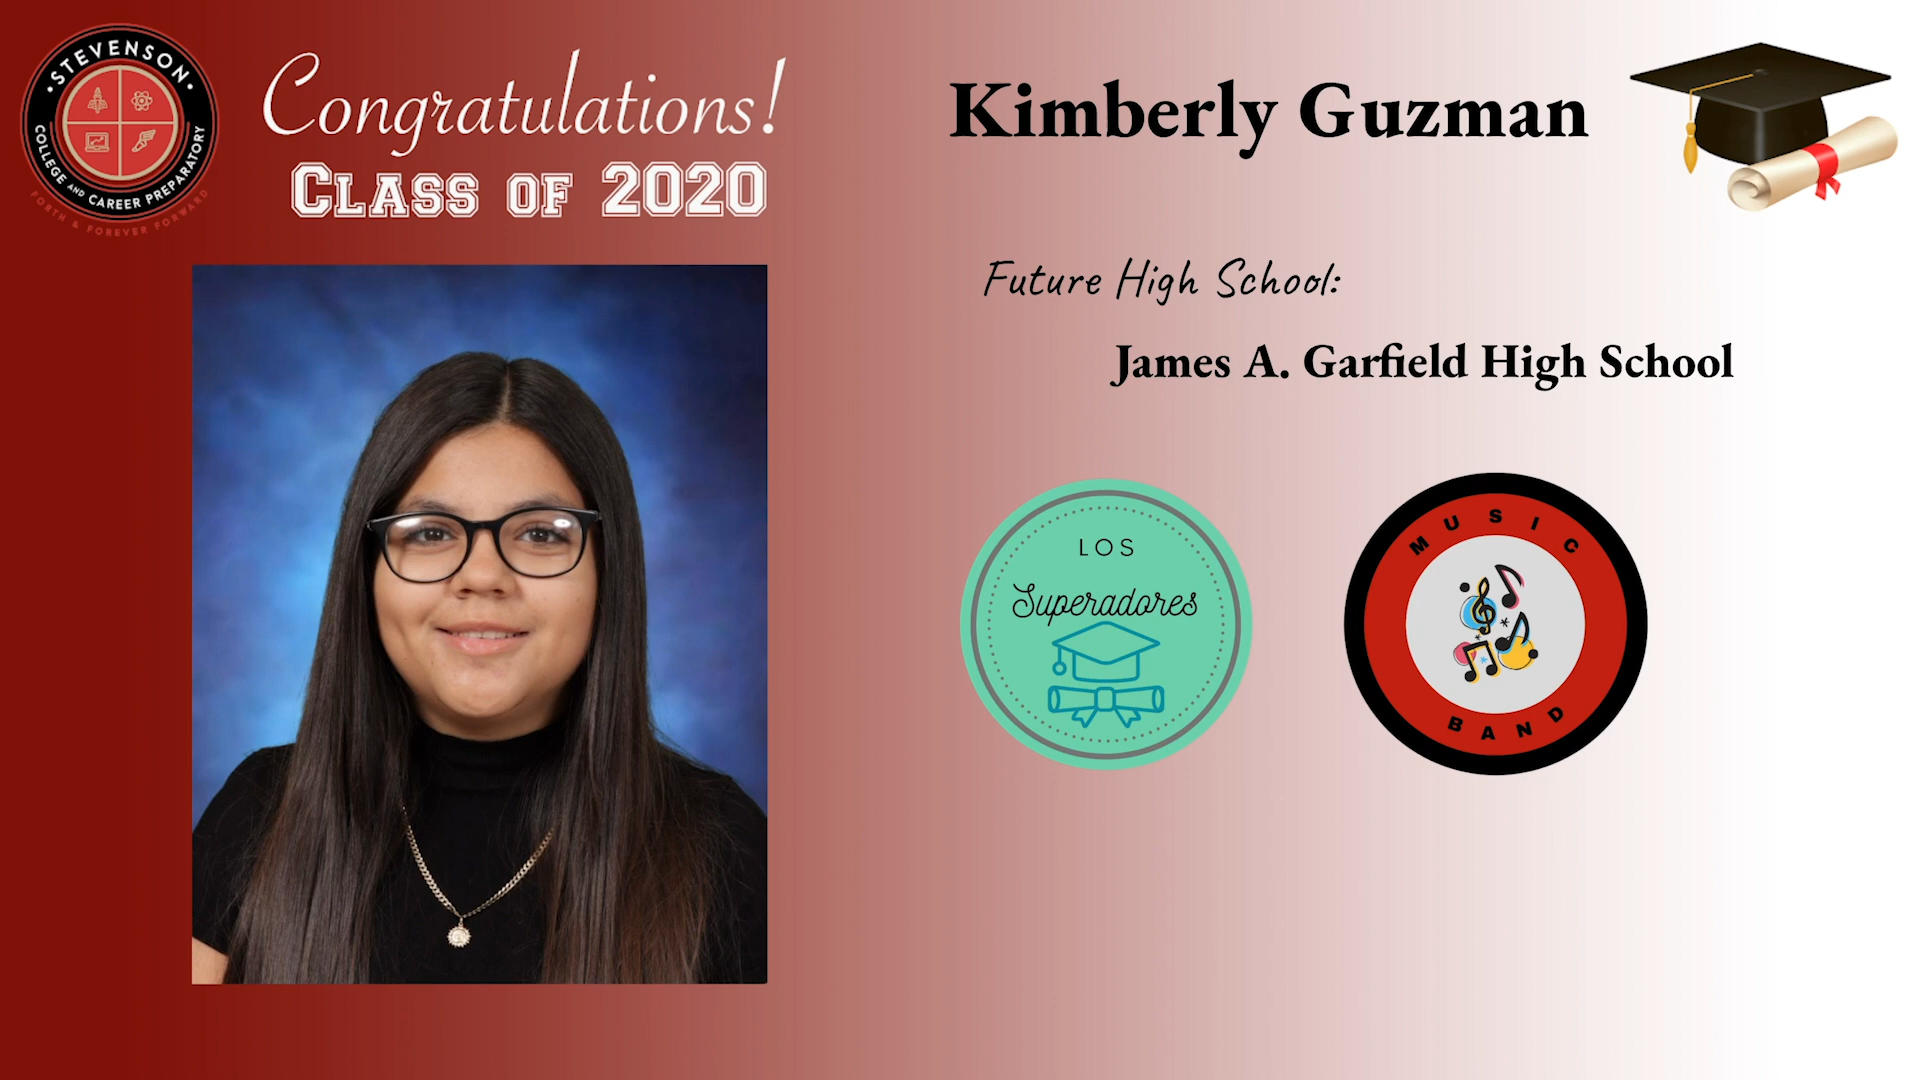 STEVENSON
COLLEGE AND CAREER PREPARATORY
FORTH & FOREVER FORWARD
Congratulations!
CLASS OF 2020
Kimberly Guzman
Future High School:
James A. Garfield High School
LOS
Superadores
MUSIC
BAND